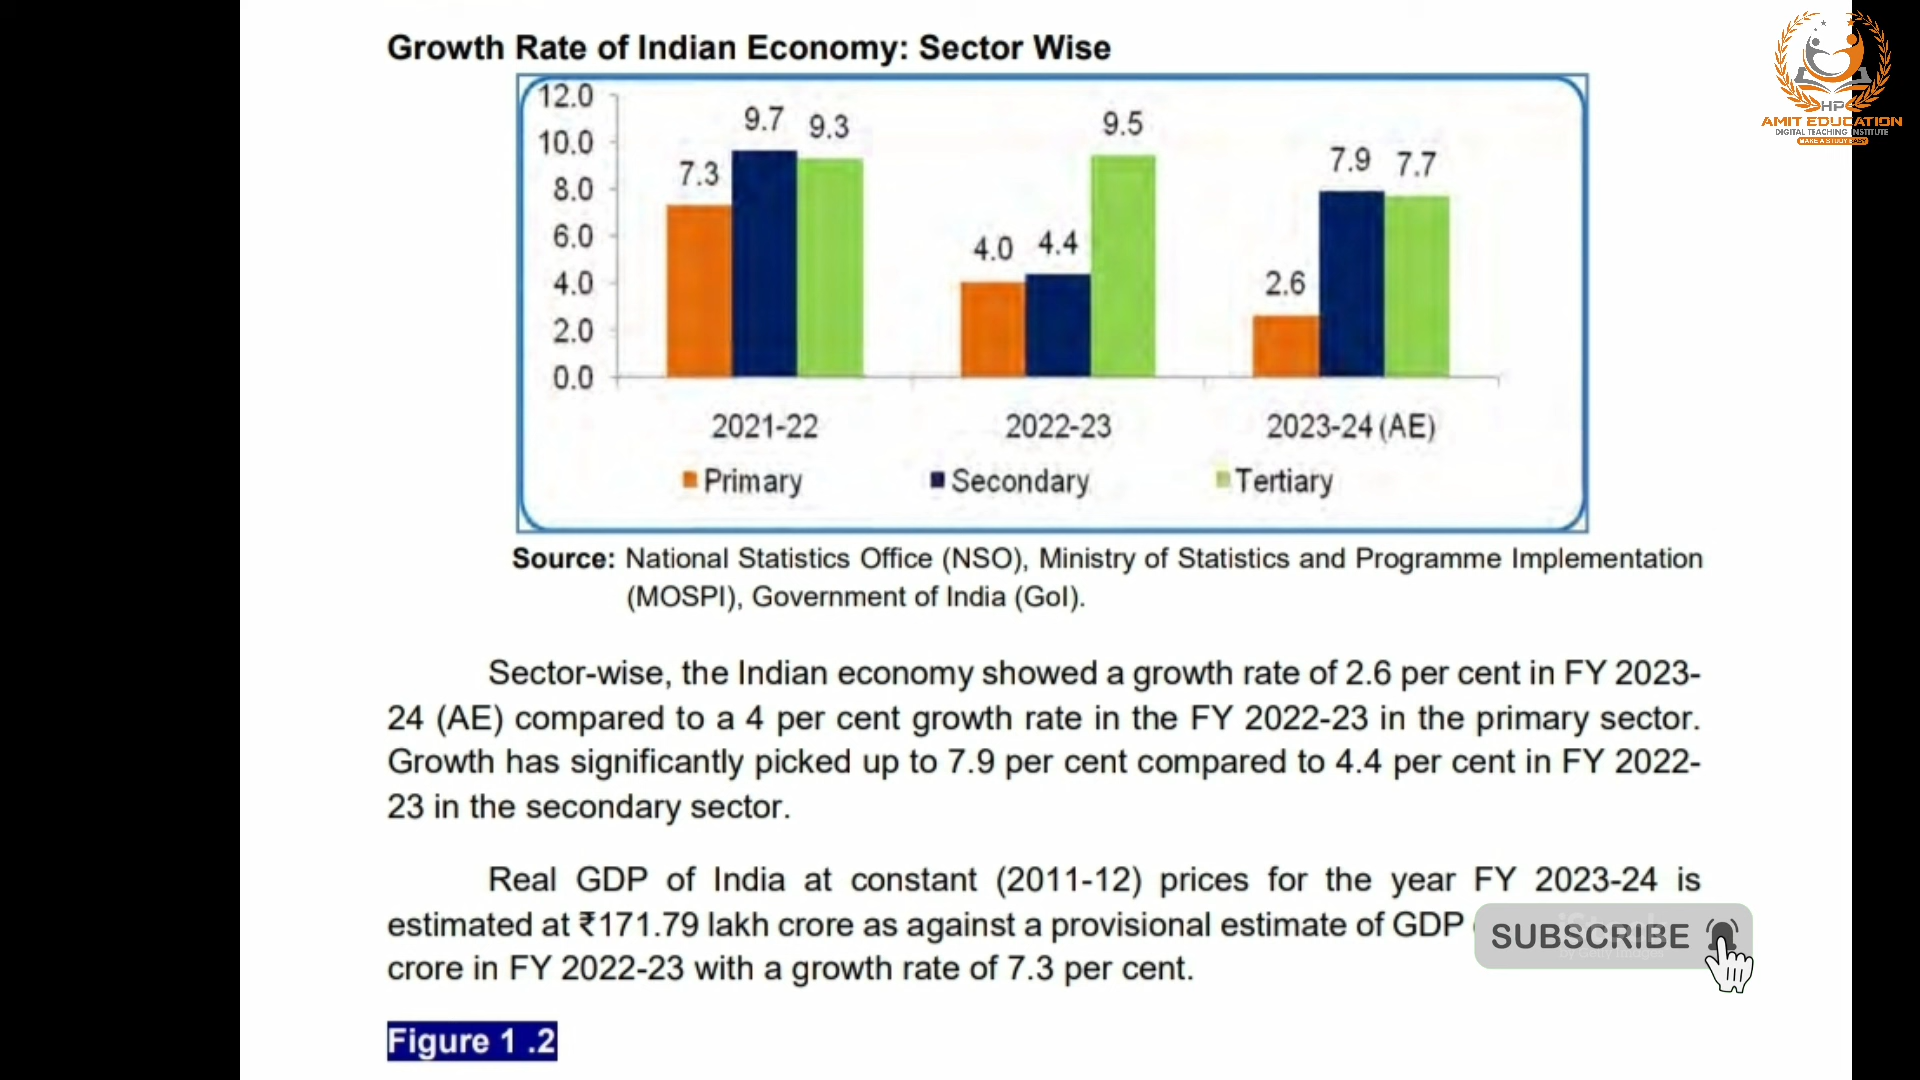 Growth Rate of Indian Economy: Sector Wise
12.0
10.0
8.0
6.0
4.0
2.0
0.0
7.3
9.7
9.3
4.0
4.4
9.5
2.6
7.9
7.7
2021-22
2022-23
2023-24 (AE)
Primary
Secondary
Tertiary
Source: National Statistics Office (NSO), Ministry of Statistics and Programme Implementation
(MOSPI), Government of India (GoI).
Sector-wise, the Indian economy showed a growth rate of 2.6 per cent in FY 2023-
24 (AE) compared to a 4 per cent growth rate in the FY 2022-23 in the primary sector.
Growth has significantly picked up to 7.9 per cent compared to 4.4 per cent in FY 2022-
23 in the secondary sector.
Real GDP of India at constant (2011-12) prices for the year FY 2023-24 is
estimated at ₹171.79 lakh crore as against a provisional estimate of GDP
crore in FY 2022-23 with a growth rate of 7.3 per cent.
Figure 1 .2
HP
AMIT EDUCATION
DIGITAL TEACHING INSTITUTE
MAKE A STUDY EASY
SUBSCRIBE
iStock
by Getty Images